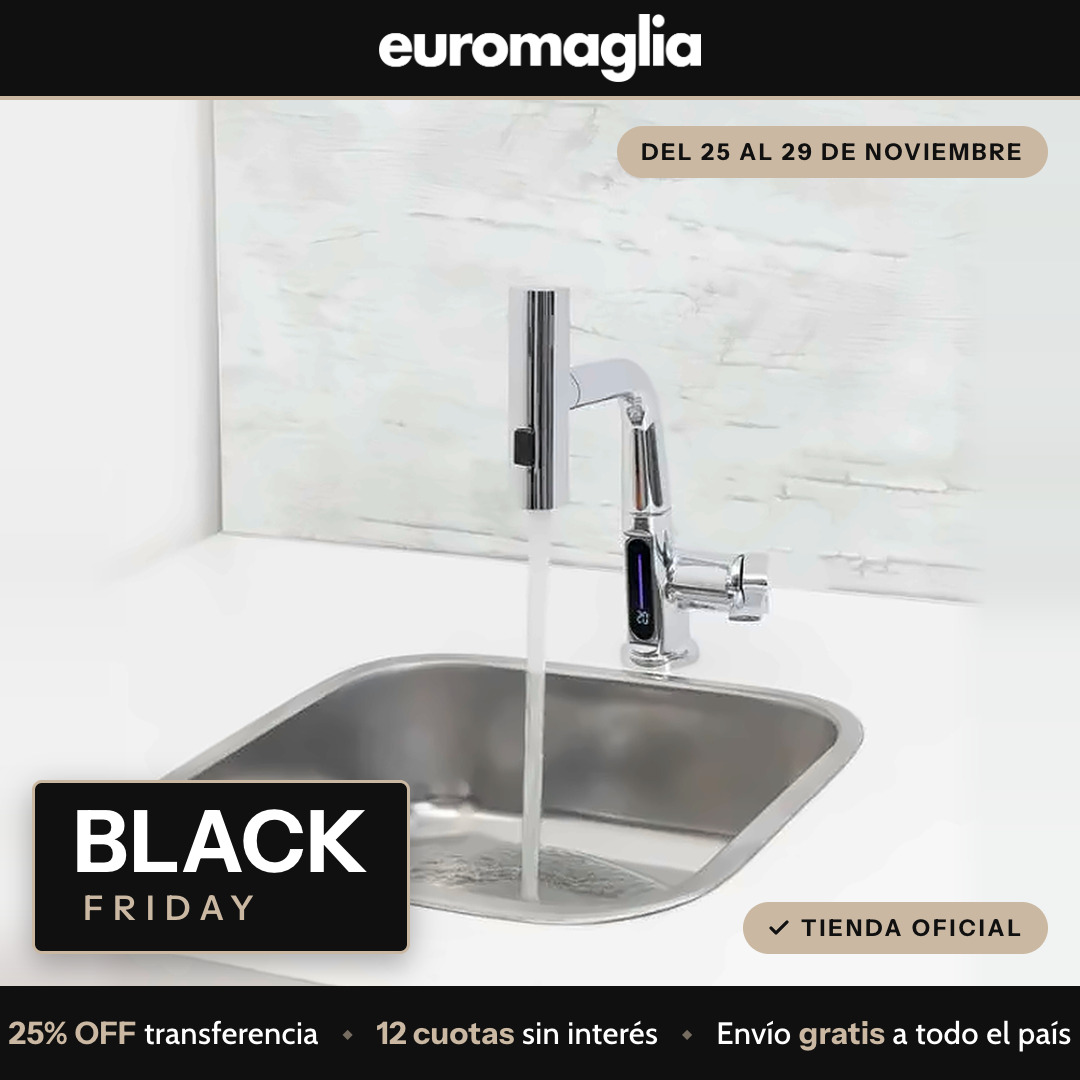 euromaglia
DEL 25 AL 29 DE NOVIEMBRE
20
BLACK
FRIDAY
✓ TIENDA OFICIAL
25% OFF transferencia ◆ 12 cuotas sin interés ◆ Envío gratis a todo el país